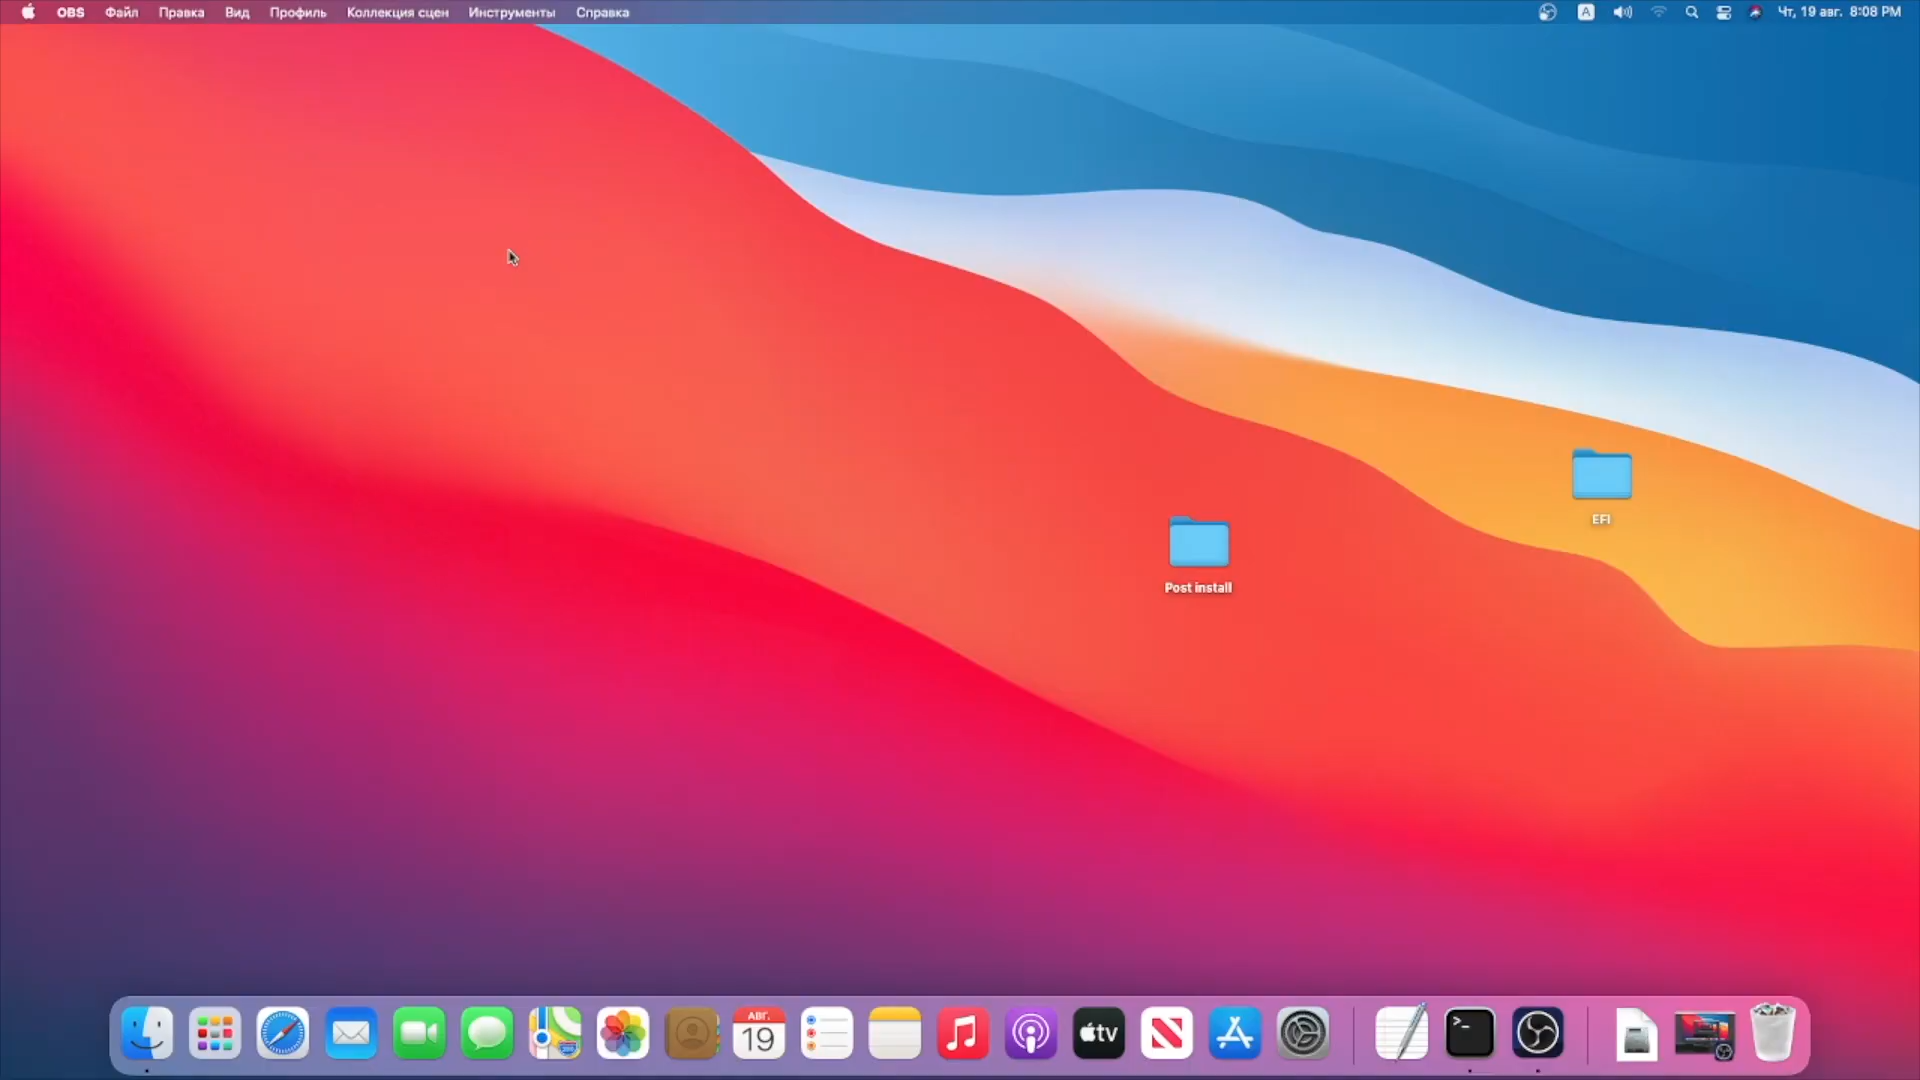 OBS Файл Правка Вид Профиль Коллекция сцен Инструменты Справка A Чт, 19 авг. 8:08 PM
EFI
Post install
АВГ.
19
tv
>_